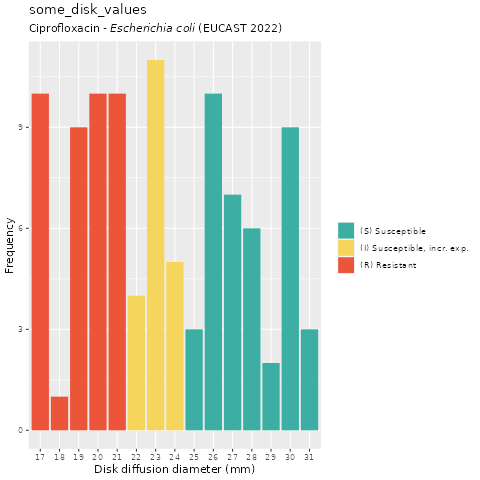 some_disk_values
Ciprofloxacin - Escherichia coli (EUCAST 2022)
Frequency
9
6
3
0
17 18 19 20 21 22 23 24 25 26 27 28 29 30 31
Disk diffusion diameter (mm)
(S) Susceptible
(I) Susceptible, incr. exp.
(R) Resistant